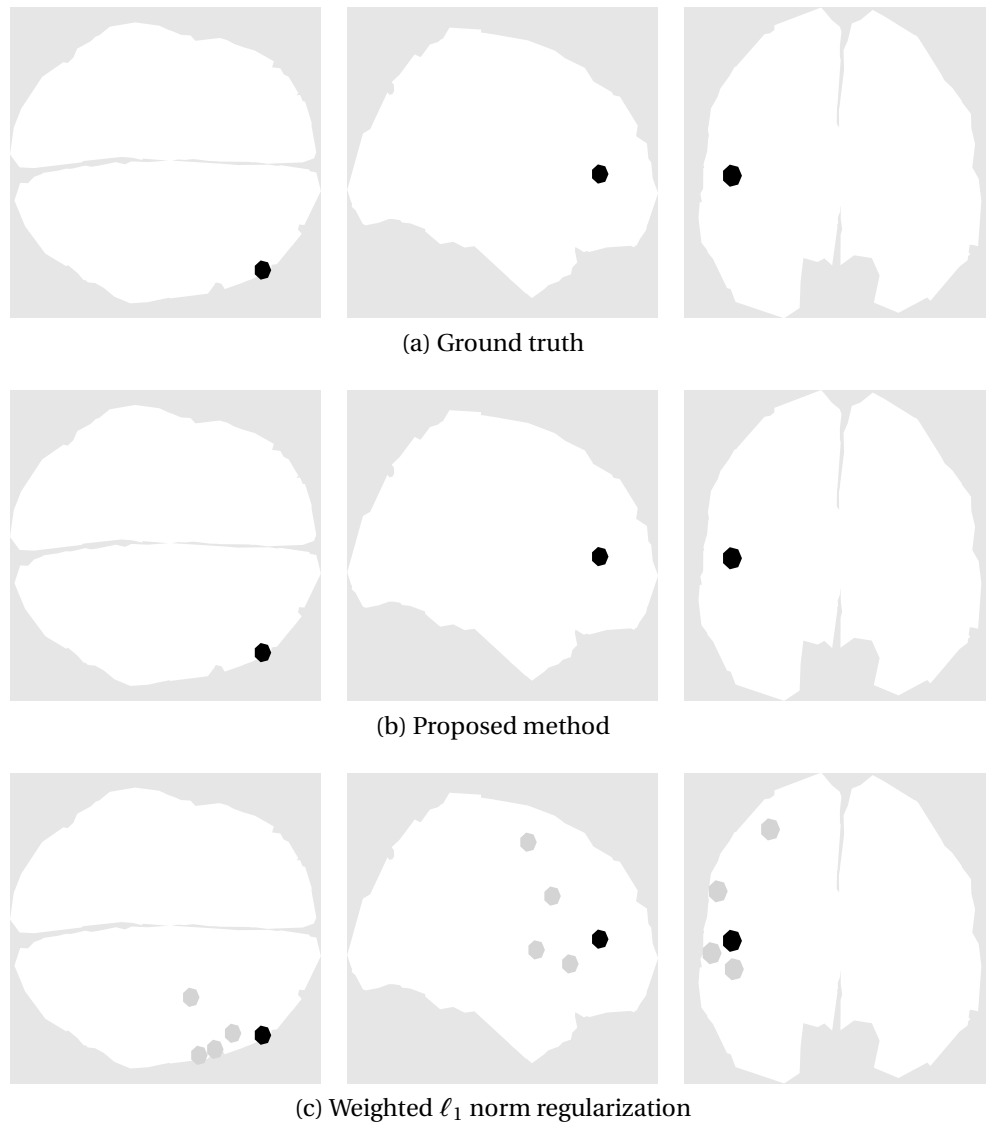 (a) Ground truth
(b) Proposed method
(c) Weighted ℓ₁ norm regularization